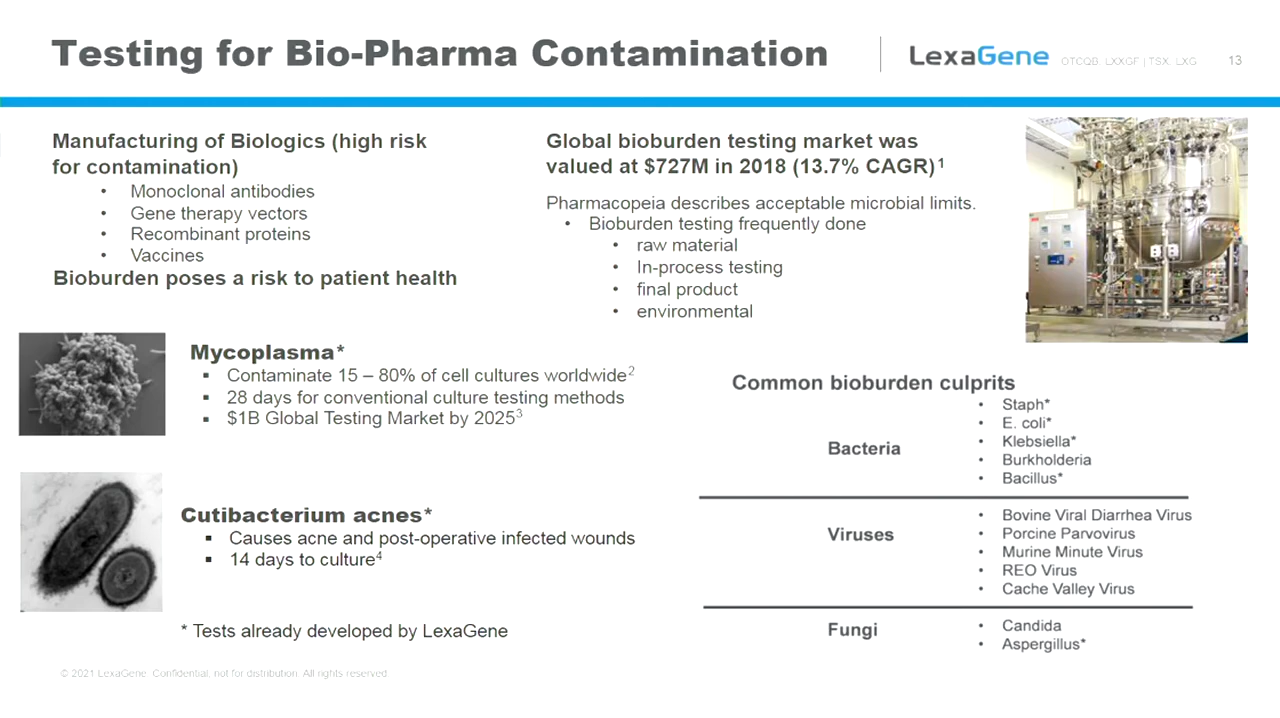 Testing for Bio-Pharma Contamination
LexaGene
OTCQB: LXXGF | TSX: LXG
13
Manufacturing of Biologics (high risk
for contamination)
• Monoclonal antibodies
• Gene therapy vectors
• Recombinant proteins
• Vaccines
Bioburden poses a risk to patient health
Global bioburden testing market was
valued at $727M in 2018 (13.7% CAGR)¹
Pharmacopeia describes acceptable microbial limits.
• Bioburden testing frequently done
• raw material
• In-process testing
• final product
• environmental
Mycoplasma*
▪ Contaminate 15 – 80% of cell cultures worldwide²
▪ 28 days for conventional culture testing methods
▪ $1B Global Testing Market by 2025³
Cutibacterium acnes*
▪ Causes acne and post-operative infected wounds
▪ 14 days to culture⁴
* Tests already developed by LexaGene
Common bioburden culprits
Bacteria
• Staph*
• E. coli*
• Klebsiella*
• Burkholderia
• Bacillus*
Viruses
• Bovine Viral Diarrhea Virus
• Porcine Parvovirus
• Murine Minute Virus
• REO Virus
• Cache Valley Virus
Fungi
• Candida
• Aspergillus*
© 2021 LexaGene. Confidential: not for distribution. All rights reserved.